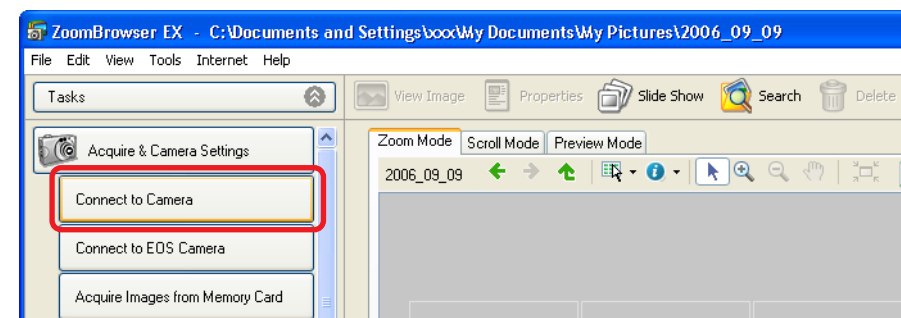 ZoomBrowser EX - C:\Documents and Settings\xxx\My Documents\My Pictures\2006_09_09
File Edit View Tools Internet Help
Tasks
View Image Properties Slide Show Search Delete
Acquire & Camera Settings
Zoom Mode Scroll Mode Preview Mode
2006_09_09
Connect to Camera
Connect to EOS Camera
Acquire Images from Memory Card